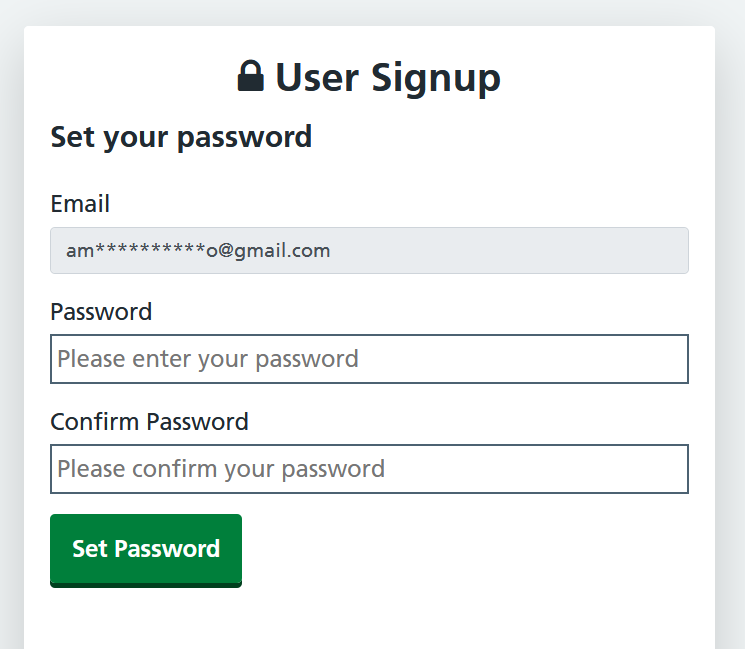 User Signup
Set your password
Email
am**********o@gmail.com
Password
Please enter your password
Confirm Password
Please confirm your password
Set Password